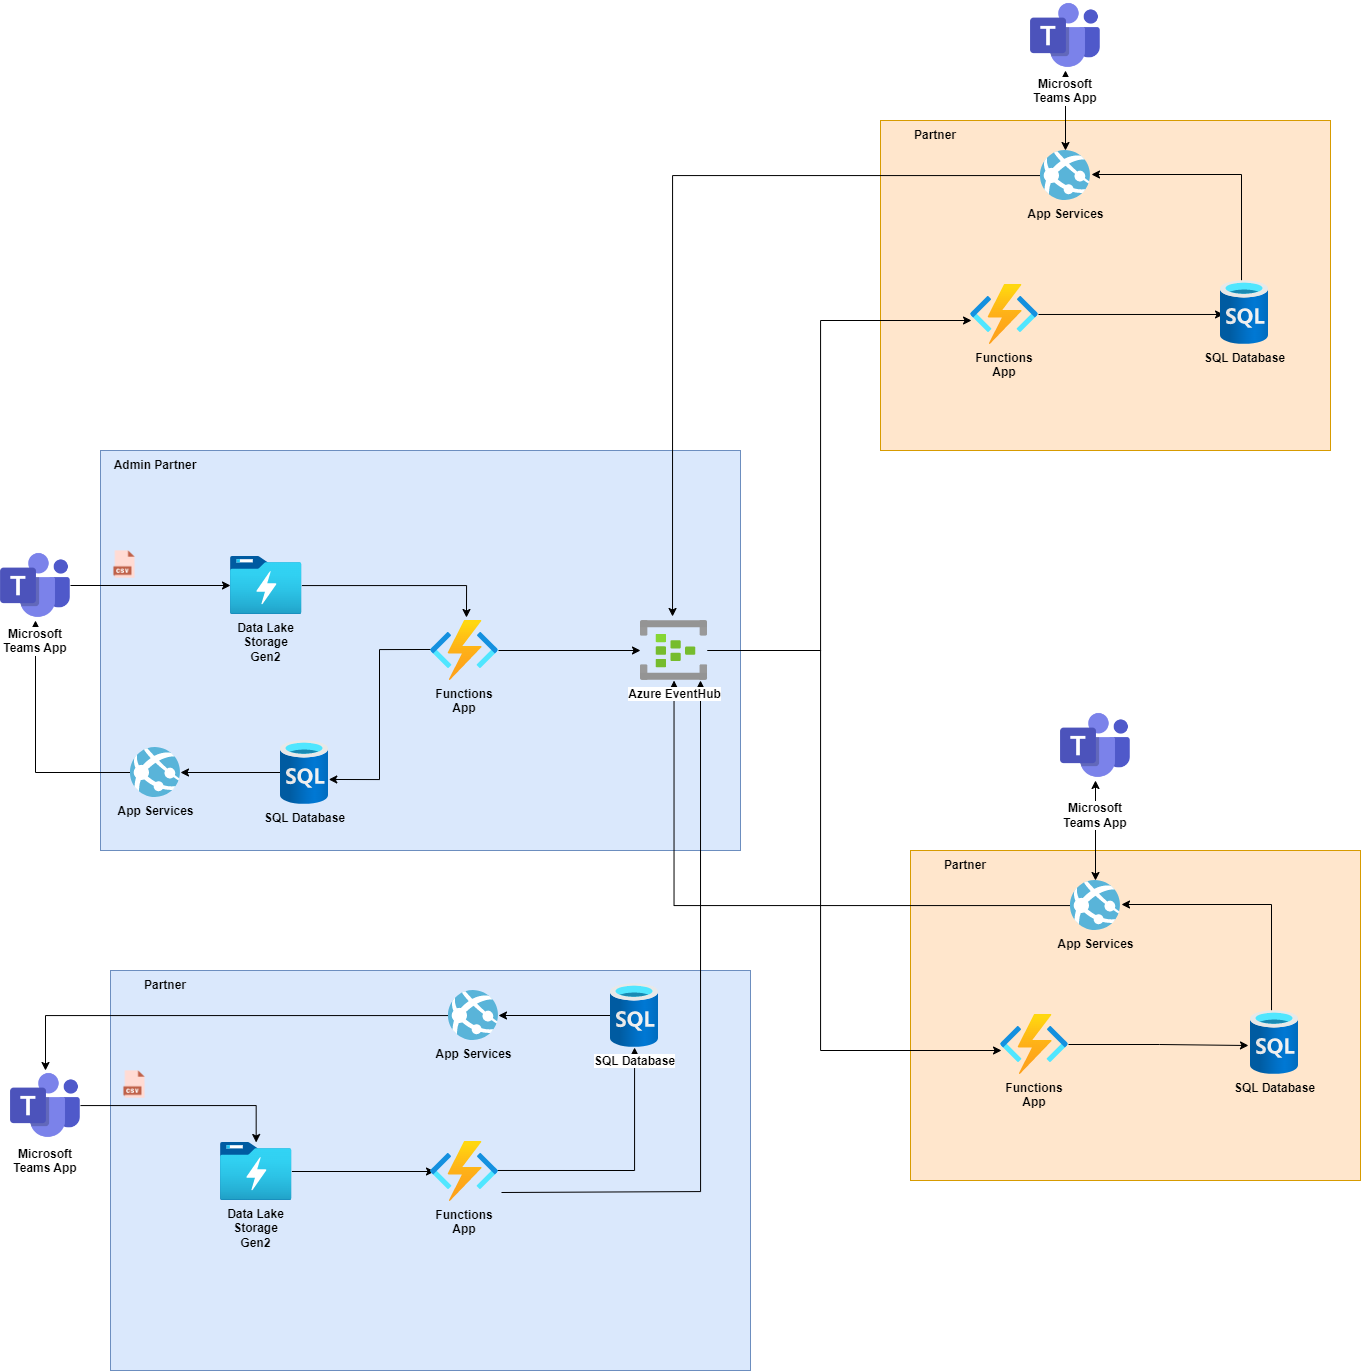 T
Microsoft
Teams App
Partner
App Services
Functions
App
SQL
SQL Database
Admin Partner
CSV
T
Microsoft
Teams App
Data Lake
Storage
Gen2
Functions
App
Azure EventHub
App Services
SQL
SQL Database
T
Microsoft
Teams App
Partner
App Services
Functions
App
SQL
SQL Database
Partner
App Services
SQL
SQL Database
CSV
T
Microsoft
Teams App
Data Lake
Storage
Gen2
Functions
App